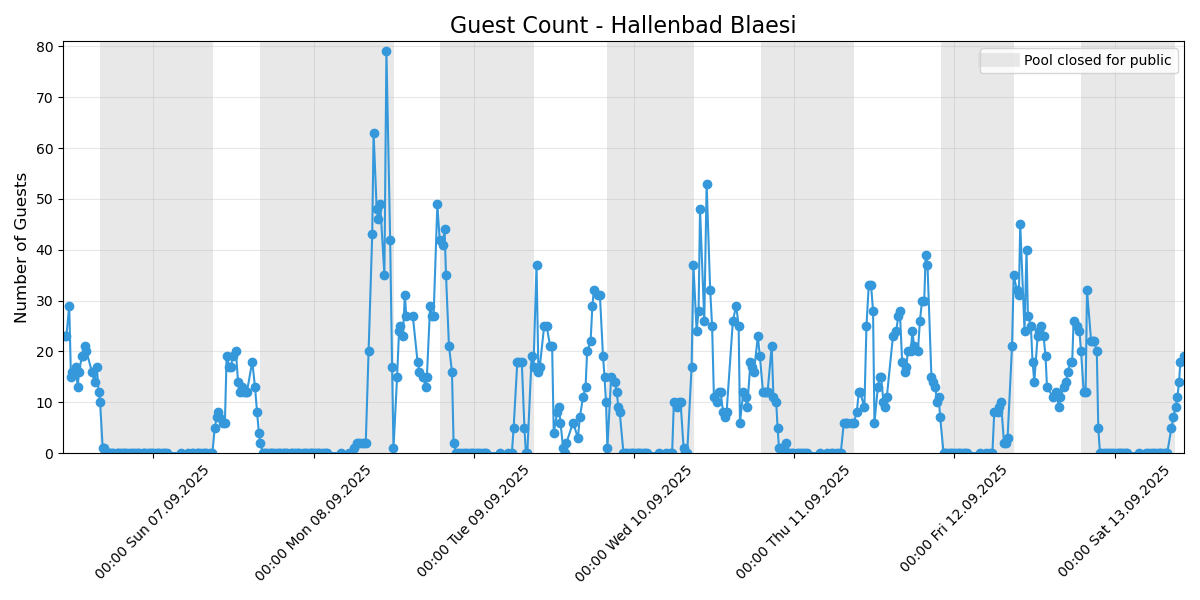 Guest Count - Hallenbad Blaesi
Pool closed for public
Number of Guests
80
70
60
50
40
30
20
10
0
00:00 Sun 07.09.2025
00:00 Mon 08.09.2025
00:00 Tue 09.09.2025
00:00 Wed 10.09.2025
00:00 Thu 11.09.2025
00:00 Fri 12.09.2025
00:00 Sat 13.09.2025